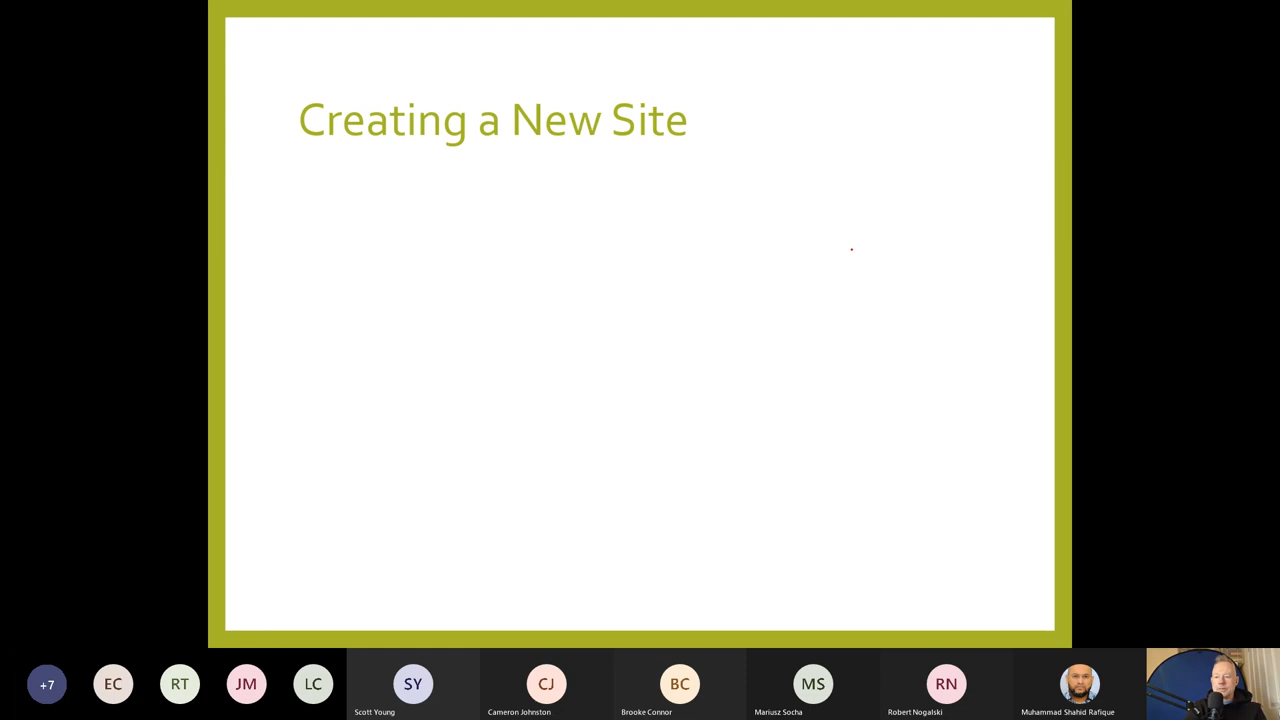 Creating a New Site
+7
EC
RT
JM
LC
SY
CJ
BC
MS
RN
Scott Young
Cameron Johnston
Brooke Connor
Mariusz Socha
Robert Nogalski
Muhammad Shahid Rafique